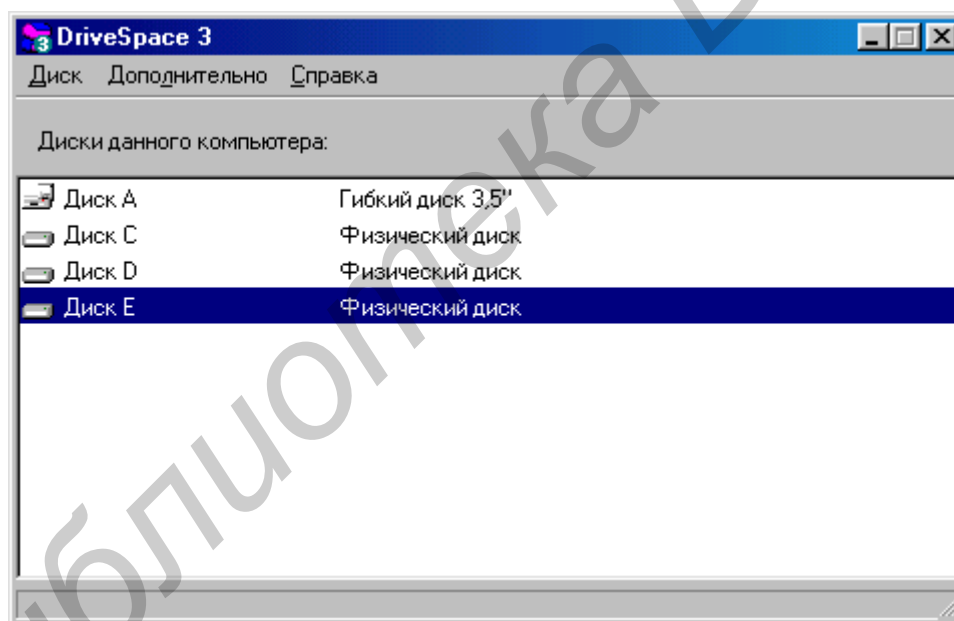 DriveSpace 3
Диск Дополнительно Справка
Диски данного компьютера:
Диск A Гибкий диск 3,5"
Диск C Физический диск
Диск D Физический диск
Диск E Физический диск